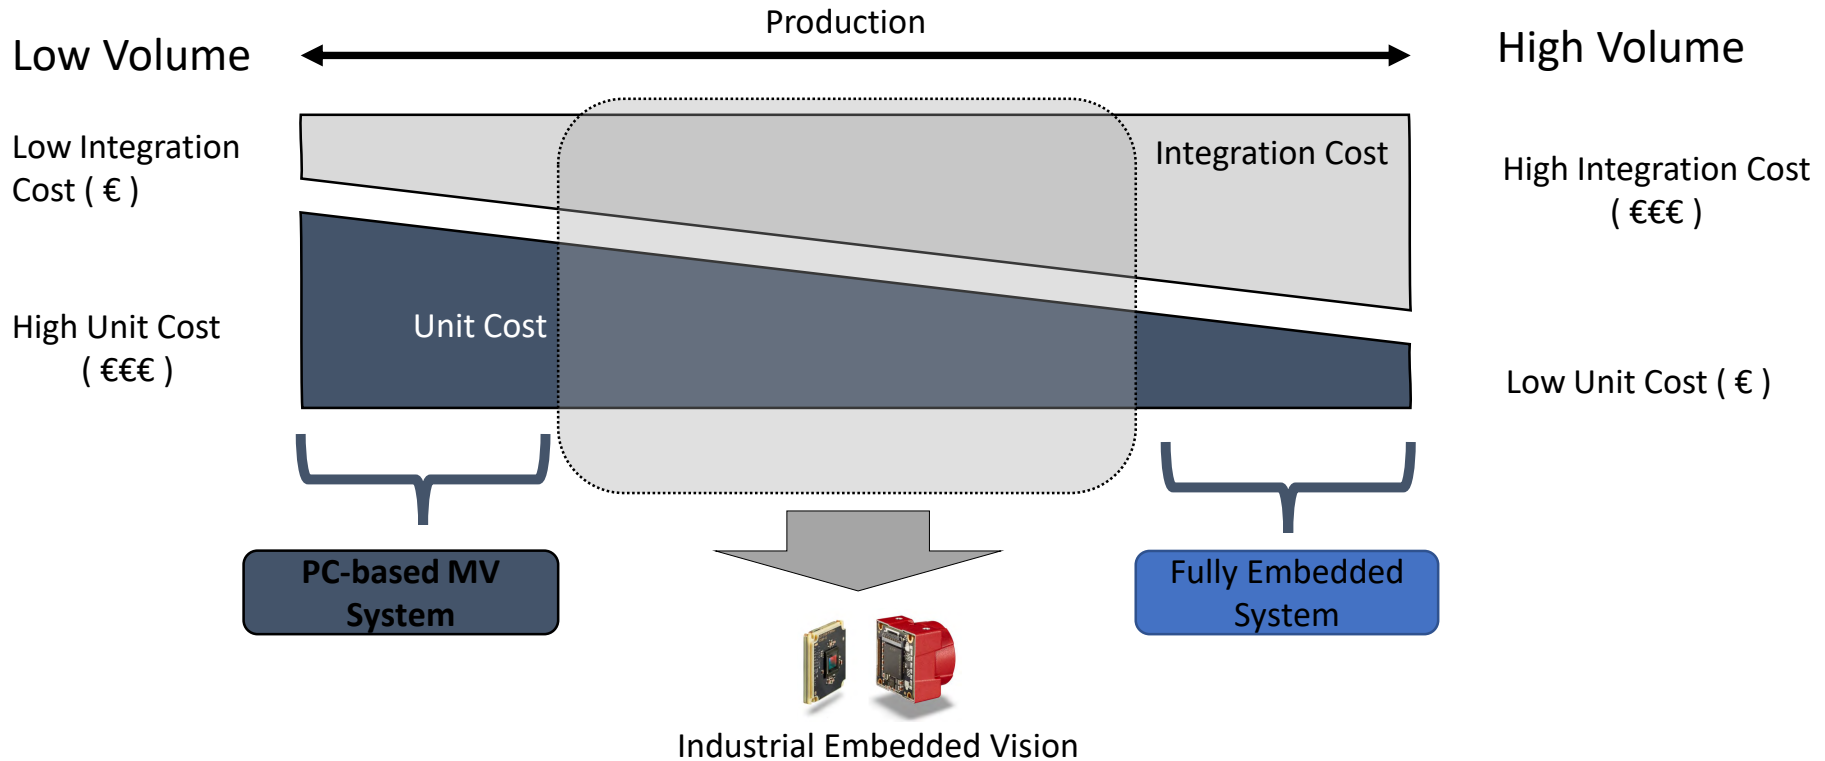 Production
Low Volume
High Volume
Low Integration
Cost ( € )
Integration Cost
High Integration Cost
( €€€ )
High Unit Cost
( €€€ )
Unit Cost
Low Unit Cost ( € )
PC-based MV
System
Fully Embedded
System
Industrial Embedded Vision